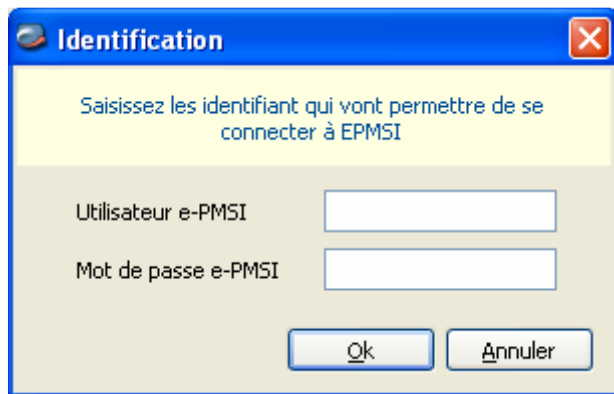 Identification
Saisissez les identifiant qui vont permettre de se
connecter à EPMSI
Utilisateur e-PMSI
Mot de passe e-PMSI
Ok Annuler